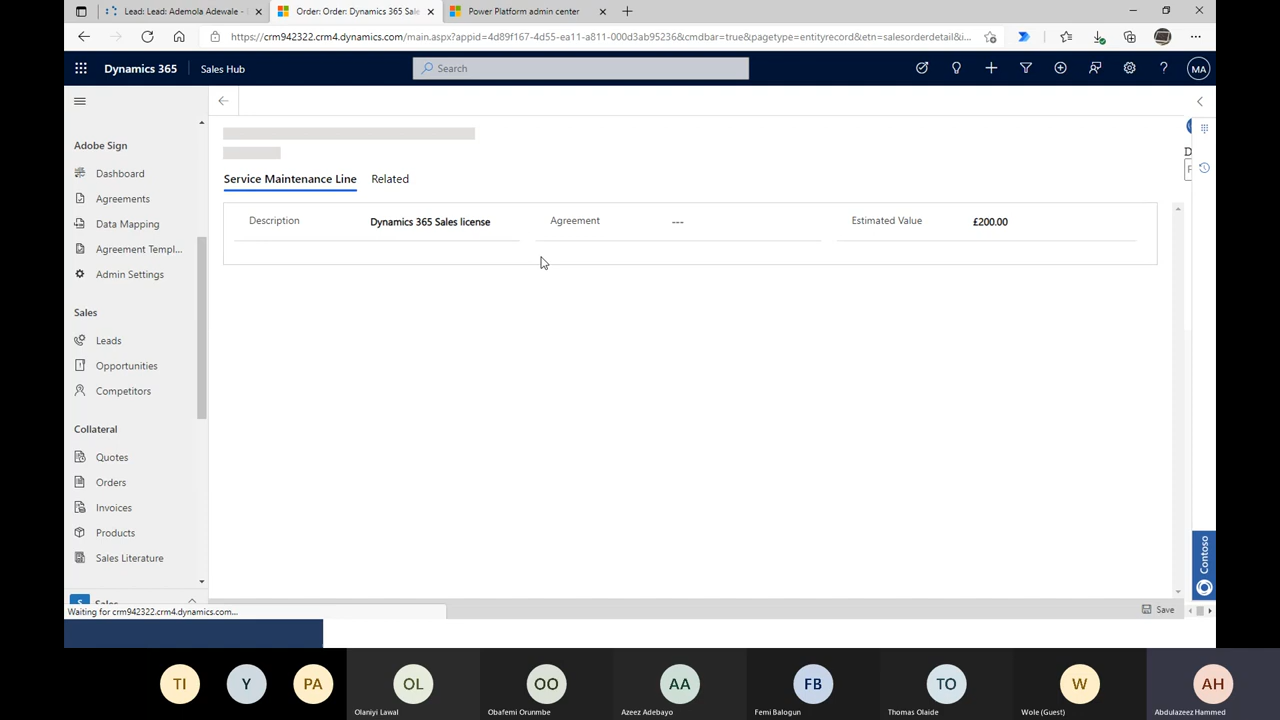 Lead: Lead: Ademola Adewale -
Order: Order: Dynamics 365 Sale
Power Platform admin center
https://crm942322.crm4.dynamics.com/main.aspx?appid=4d89f167-4d55-ea11-a811-000d3ab95236&cmdbar=true&pagetype=entityrecord&etn=salesorderdetail&i...
Dynamics 365
Sales Hub
Search
MA
Adobe Sign
Dashboard
Agreements
Data Mapping
Agreement Templ...
Admin Settings
Sales
Leads
Opportunities
Competitors
Collateral
Quotes
Orders
Invoices
Products
Sales Literature
S Sales
Service Maintenance Line
Related
Description
Dynamics 365 Sales license
Agreement
---
Estimated Value
£200.00
D
Contoso
Save
Waiting for crm942322.crm4.dynamics.com...
TI
Y
PA
OL
Olaniyi Lawal
OO
Obafemi Orunmbe
AA
Azeez Adebayo
FB
Femi Balogun
TO
Thomas Olaide
W
Wole (Guest)
AH
Abdulazeez Hammed